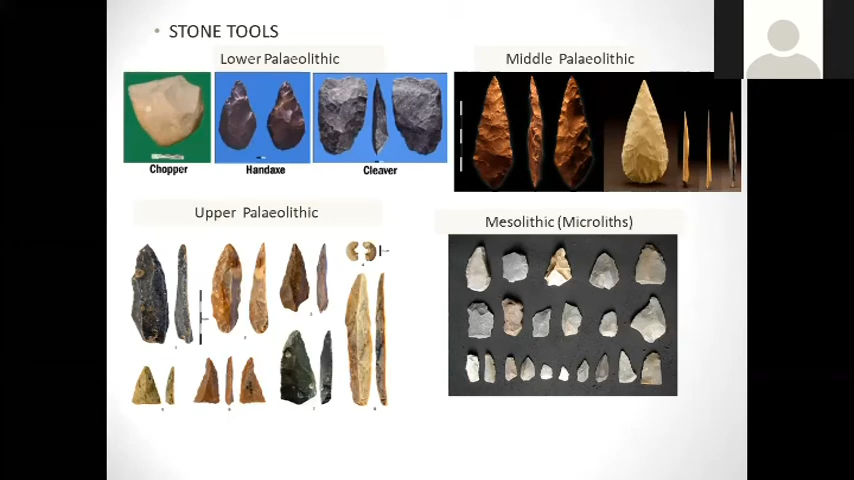 • STONE TOOLS
Lower Palaeolithic
Middle Palaeolithic
Chopper
Handaxe
Cleaver
Upper Palaeolithic
Mesolithic (Microliths)